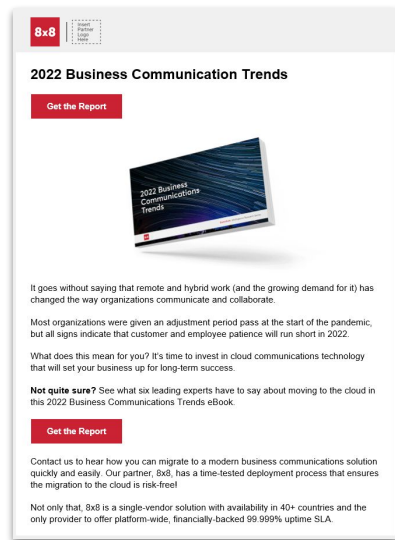 8x8
Insert
Partner
Logo
Here
2022 Business Communication Trends
Get the Report
2022 Business
Communications
Trends
It goes without saying that remote and hybrid work (and the growing demand for it) has
changed the way organizations communicate and collaborate.
Most organizations were given an adjustment period pass at the start of the pandemic,
but all signs indicate that customer and employee patience will run short in 2022.
What does this mean for you? It's time to invest in cloud communications technology
that will set your business up for long-term success.
Not quite sure? See what six leading experts have to say about moving to the cloud in
this 2022 Business Communications Trends eBook.
Get the Report
Contact us to hear how you can migrate to a modern business communications solution
quickly and easily. Our partner, 8x8, has a time-tested deployment process that ensures
the migration to the cloud is risk-free!
Not only that, 8x8 is a single-vendor solution with availability in 40+ countries and the
only provider to offer platform-wide, financially-backed 99.999% uptime SLA.